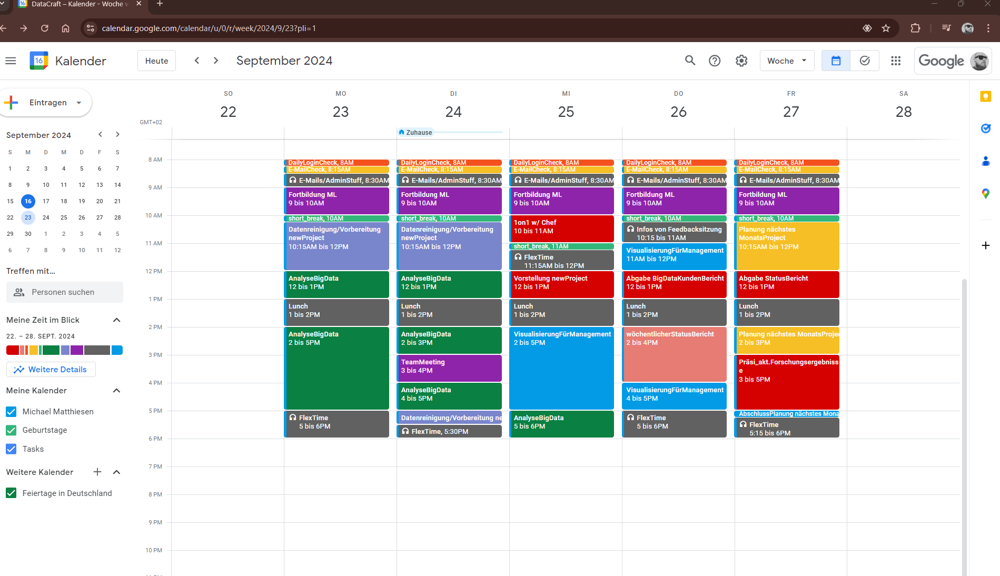 DataCraft – Kalender - Woche v
calendar.google.com/calendar/u/0/r/week/2024/9/23?pli=1
16 Kalender
Heute
September 2024
Woche
Google
Eintragen
September 2024
S M D M D F S
1 2 3 4 5 6 7
8 9 10 11 12 13 14
15 16 17 18 19 20 21
22 23 24 25 26 27 28
29 30 1 2 3 4 5
6 7 8 9 10 11 12
Treffen mit…
Personen suchen
Meine Zeit im Blick
22. – 28. SEPT. 2024
Weitere Details
Meine Kalender
Michael Matthiesen
Geburtstage
Tasks
Weitere Kalender
Feiertage in Deutschland
GMT+02
8 AM
9 AM
10 AM
11 AM
12 PM
1 PM
2 PM
3 PM
4 PM
5 PM
6 PM
7 PM
8 PM
9 PM
10 PM
SO
22
MO
23
DailyLoginCheck, 8AM
E-MailCheck, 8:15AM
E-Mails/AdminStuff, 8:30AM
Fortbildung ML
9 bis 10AM
short_break, 10AM
Datenreinigung/Vorbereitung
newProject
10:15AM bis 12PM
AnalyseBigData
12 bis 1PM
Lunch
1 bis 2PM
AnalyseBigData
2 bis 5PM
FlexTime
5 bis 6PM
DI
24
Zuhause
DailyLoginCheck, 8AM
E-MailCheck, 8:15AM
E-Mails/AdminStuff, 8:30AM
Fortbildung ML
9 bis 10AM
short_break, 10AM
Datenreinigung/Vorbereitung
newProject
10:15AM bis 12PM
AnalyseBigData
12 bis 1PM
Lunch
1 bis 2PM
AnalyseBigData
2 bis 3PM
TeamMeeting
3 bis 4PM
AnalyseBigData
4 bis 5PM
Datenreinigung/Vorbereitung ne
FlexTime, 5:30PM
MI
25
DailyLoginCheck, 8AM
E-MailCheck, 8:15AM
E-Mails/AdminStuff, 8:30AM
Fortbildung ML
9 bis 10AM
1on1 w/ Chef
10 bis 11AM
short_break, 11AM
FlexTime
11:15AM bis 12PM
Vorstellung newProject
12 bis 1PM
Lunch
1 bis 2PM
VisualisierungFürManagement
2 bis 5PM
AnalyseBigData
5 bis 6PM
DO
26
DailyLoginCheck, 8AM
E-MailCheck, 8:15AM
E-Mails/AdminStuff, 8:30AM
Fortbildung ML
9 bis 10AM
short_break, 10AM
Infos von Feedbacksitzung
10:15 bis 11AM
VisualisierungFürManagement
11AM bis 12PM
Abgabe BigDataKundenBericht
12 bis 1PM
Lunch
1 bis 2PM
wöchentlicherStatusBericht
2 bis 4PM
VisualisierungFürManagement
4 bis 5PM
FlexTime
5 bis 6PM
FR
27
DailyLoginCheck, 8AM
E-MailCheck, 8:15AM
E-Mails/AdminStuff, 8:30AM
Fortbildung ML
9 bis 10AM
short_break, 10AM
Planung nächstes
MonatsProject
10:15AM bis 12PM
Abgabe StatusBericht
12 bis 1PM
Lunch
1 bis 2PM
Planung nächstes MonatsProje
2 bis 3PM
Präsi_akt.Forschungsergebniss
e
3 bis 5PM
AbschlussPlanung nächstes Mona
FlexTime
5:15 bis 6PM
SA
28